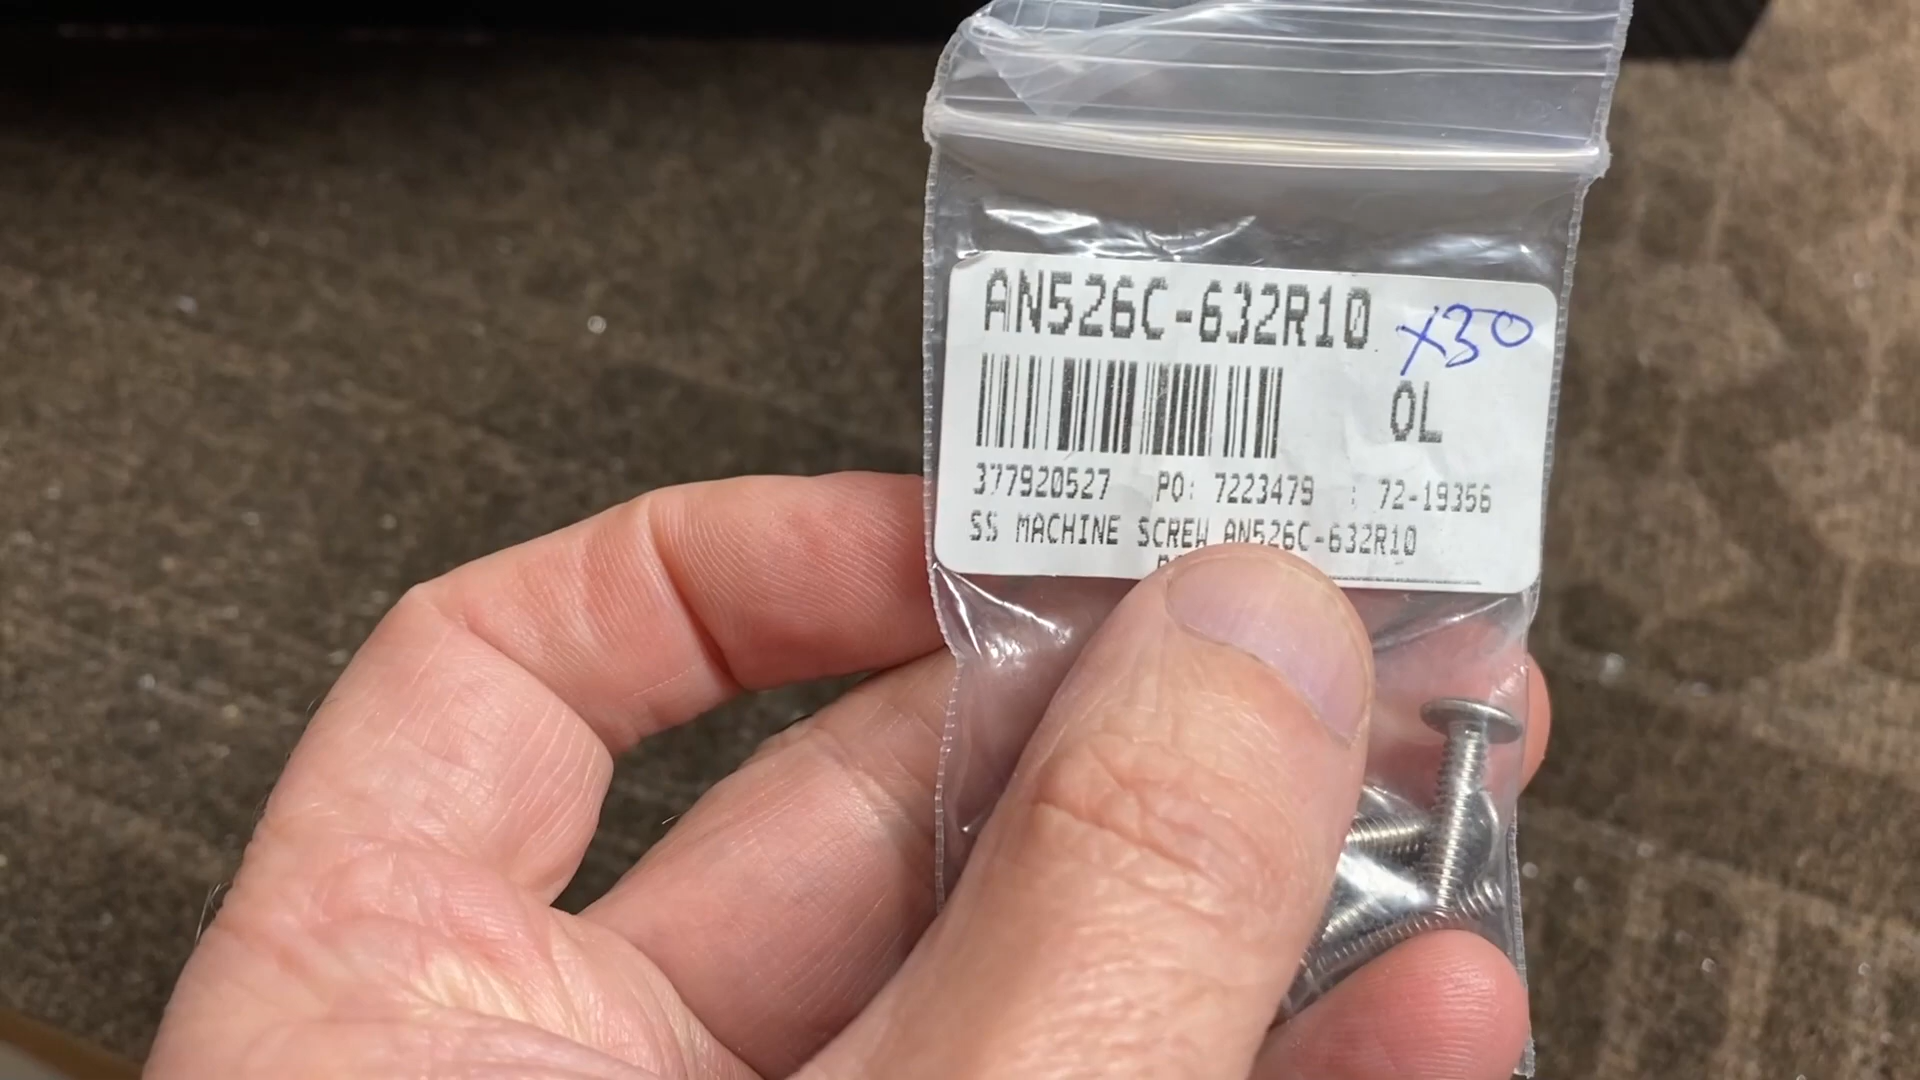 AN526C-632R10 x30
OL
377920527 PO: 7223479 : 72-19356
SS MACHINE SCREW AN526C-632R10